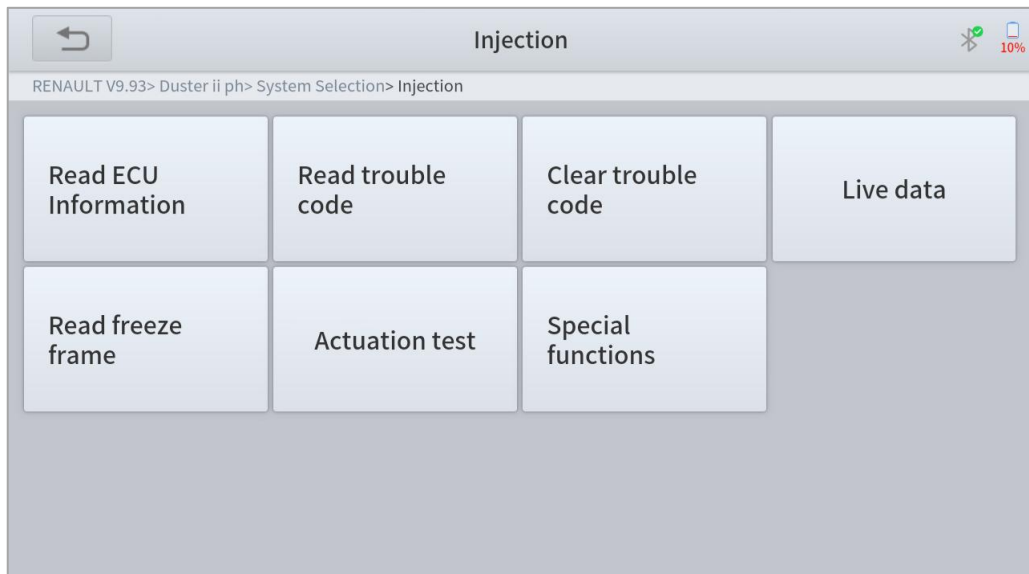 Injection
10%
RENAULT V9.93> Duster ii ph> System Selection> Injection
Read ECU
Information
Read trouble
code
Clear trouble
code
Live data
Read freeze
frame
Actuation test
Special
functions